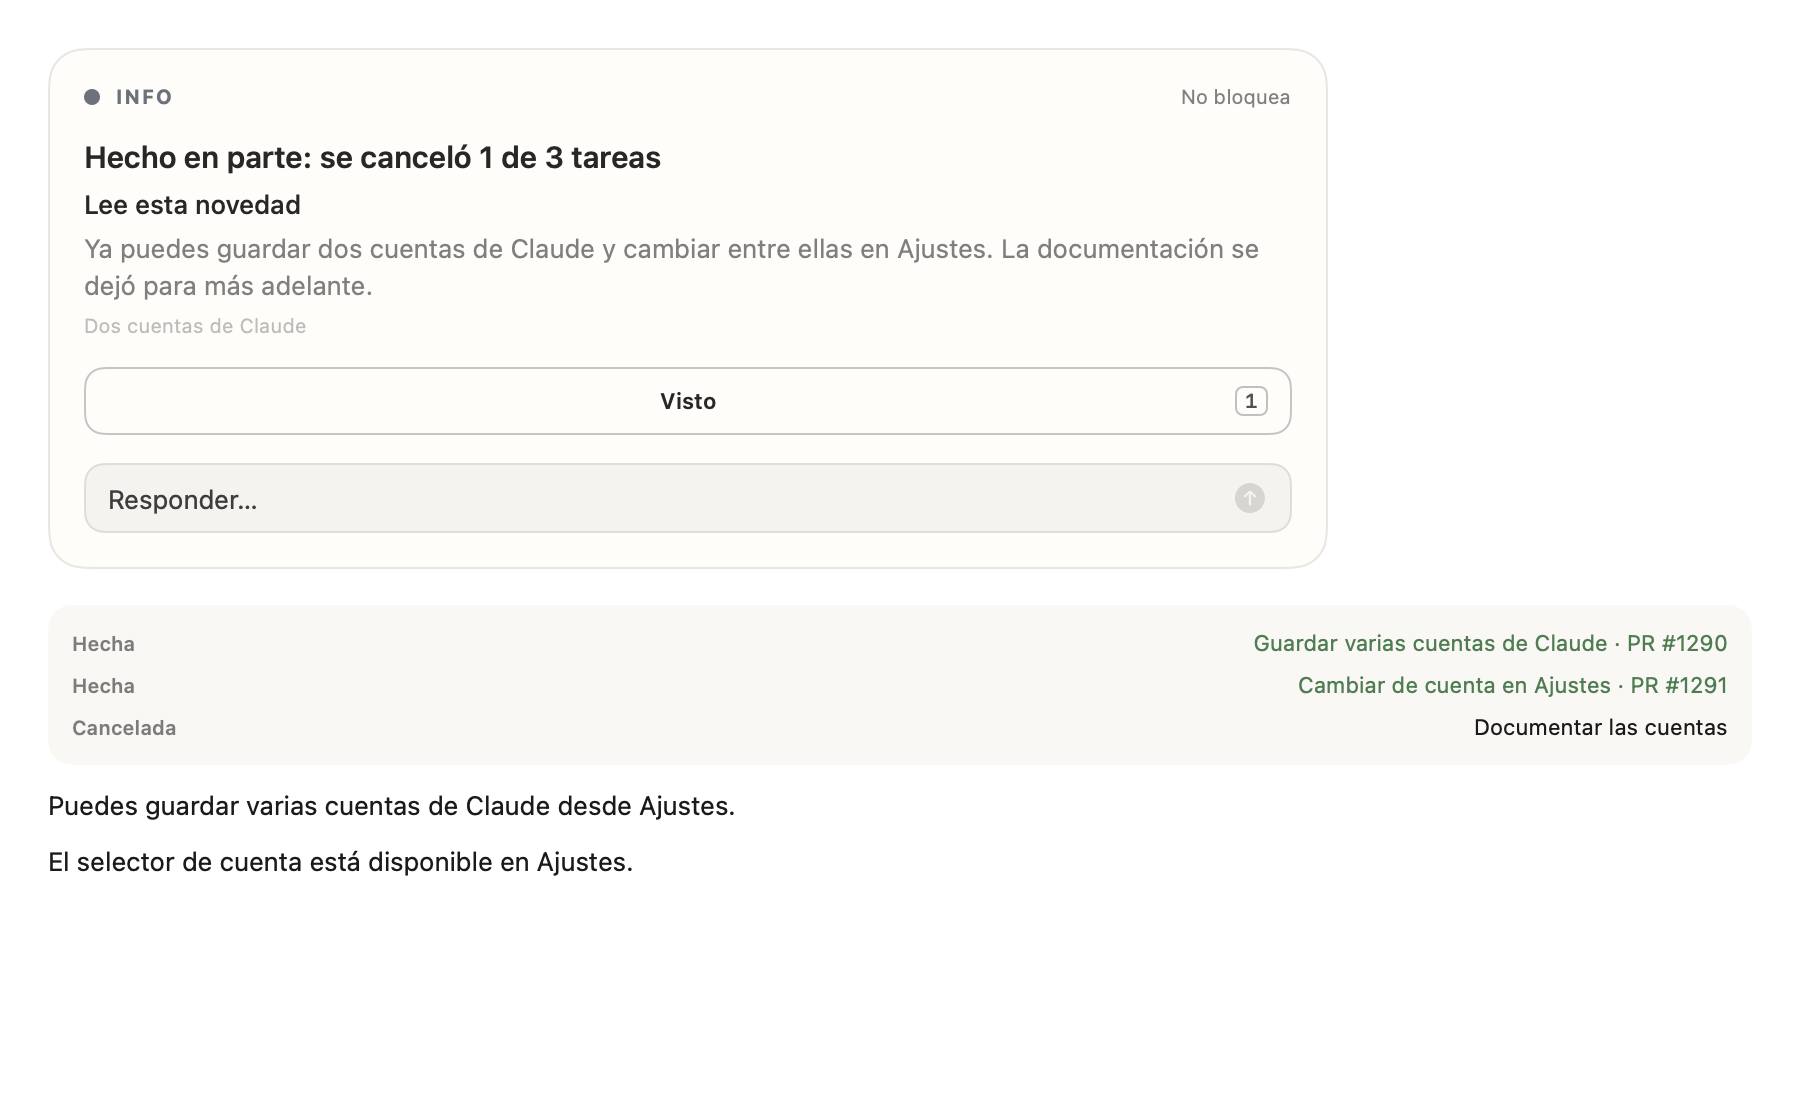 INFO
No bloquea
Hecho en parte: se canceló 1 de 3 tareas
Lee esta novedad
Ya puedes guardar dos cuentas de Claude y cambiar entre ellas en Ajustes. La documentación se
dejó para más adelante.
Dos cuentas de Claude
Visto
1
Responder...
Hecha
Guardar varias cuentas de Claude · PR #1290
Hecha
Cambiar de cuenta en Ajustes · PR #1291
Cancelada
Documentar las cuentas
Puedes guardar varias cuentas de Claude desde Ajustes.
El selector de cuenta está disponible en Ajustes.